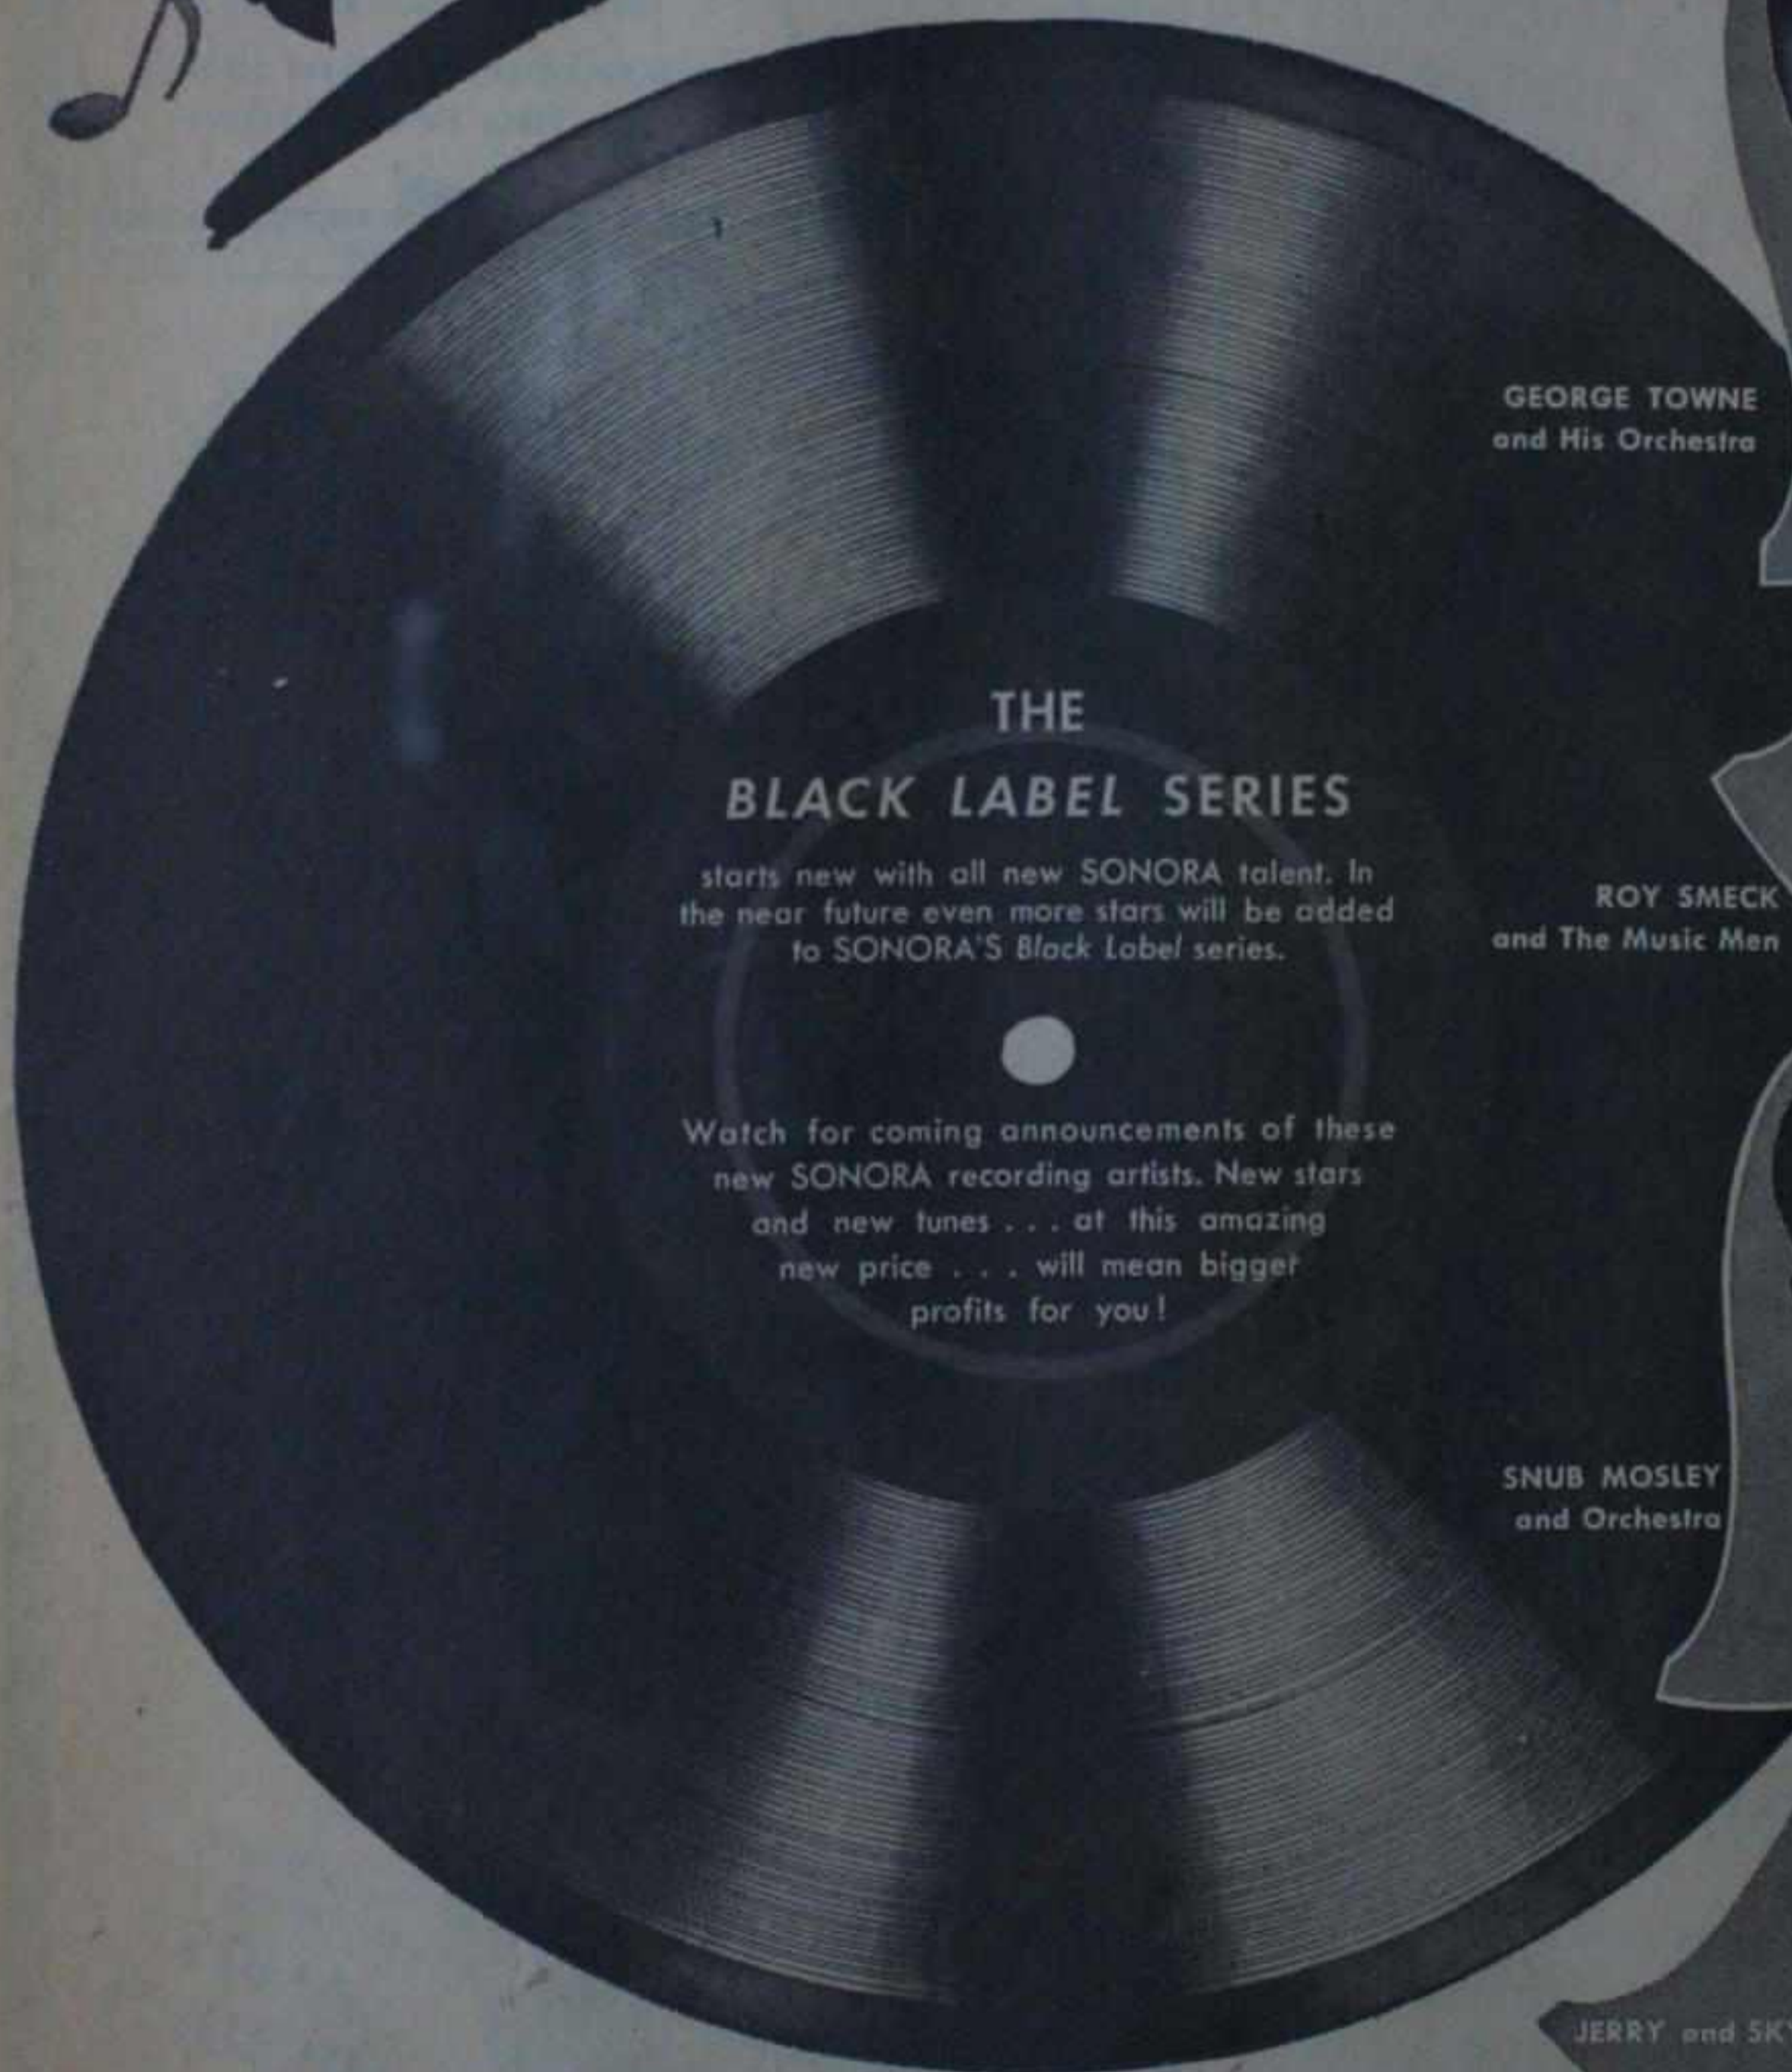 GEORGE TOWNE
and His Orchestra
THE
BLACK LABEL SERIES
starts new with all new SONORA talent. In
the near future even more stars will be added
to SONORA'S Black Label series.
ROY SMECK
and The Music Men
Watch for coming announcements of these
new SONORA recording artists. New stars
and new tunes . . . at this amazing
new price . . . will mean bigger
profits for you!
SNUB MOSLEY
and Orchestra
JERRY and